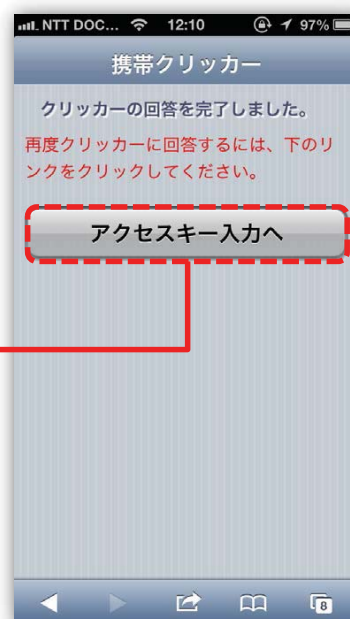 NTT DOC... 12:10 97%
携帯クリッカー
クリッカーの回答を完了しました。
再度クリッカーに回答するには、下のリ
ンクをクリックしてください。
アクセスキー入力へ
8